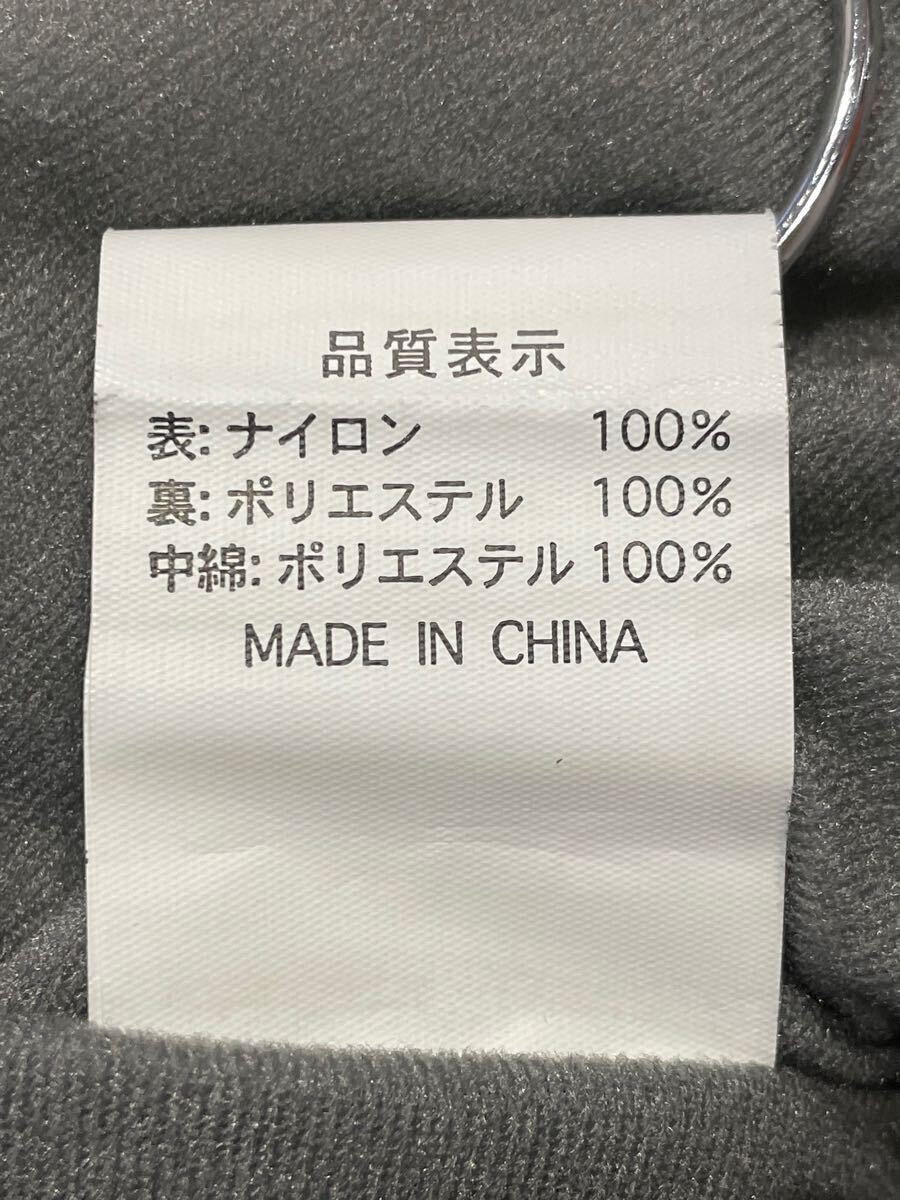 品質表示
表: ナイロン 100%
裏: ポリエステル 100%
中綿: ポリエステル 100%
MADE IN CHINA